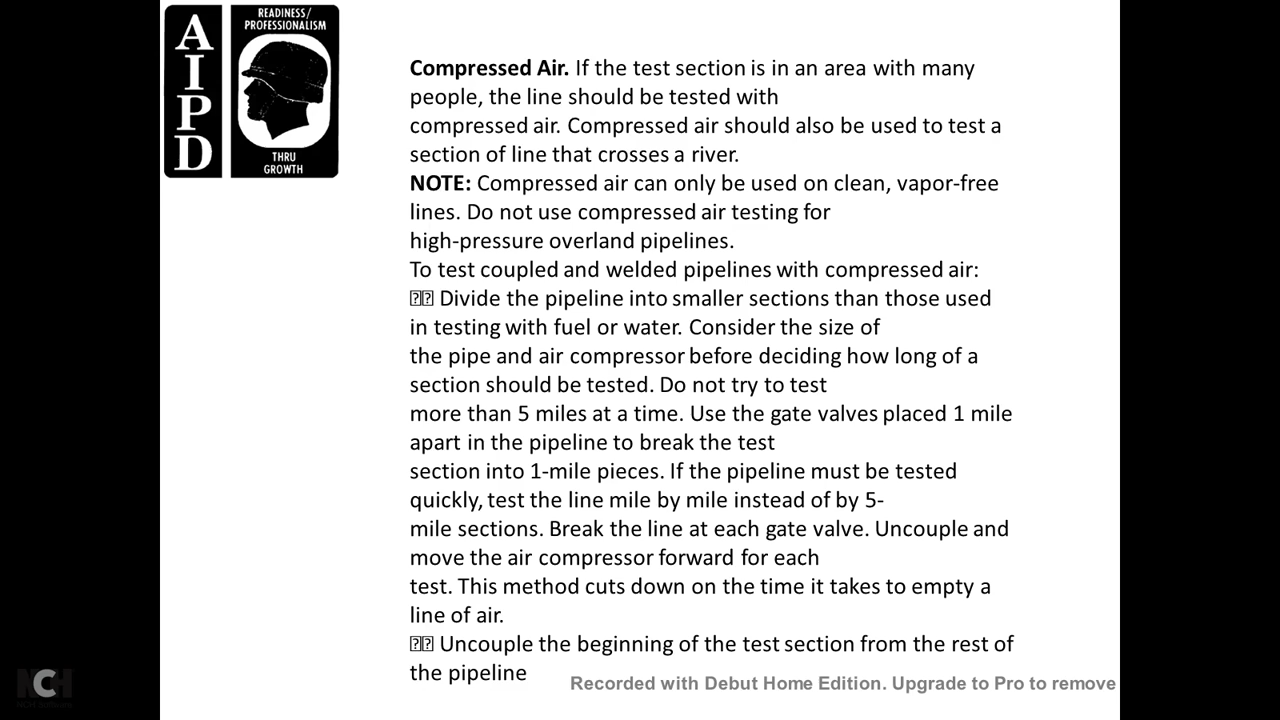 AIPD
READINESS/
PROFESSIONALISM
THRU
GROWTH
Compressed Air. If the test section is in an area with many
people, the line should be tested with
compressed air. Compressed air should also be used to test a
section of line that crosses a river.
NOTE: Compressed air can only be used on clean, vapor-free
lines. Do not use compressed air testing for
high-pressure overland pipelines.
To test coupled and welded pipelines with compressed air:
Divide the pipeline into smaller sections than those used
in testing with fuel or water. Consider the size of
the pipe and air compressor before deciding how long of a
section should be tested. Do not try to test
more than 5 miles at a time. Use the gate valves placed 1 mile
apart in the pipeline to break the test
section into 1-mile pieces. If the pipeline must be tested
quickly, test the line mile by mile instead of by 5-
mile sections. Break the line at each gate valve. Uncouple and
move the air compressor forward for each
test. This method cuts down on the time it takes to empty a
line of air.
Uncouple the beginning of the test section from the rest of
the pipeline
NCH
NCH Software
Recorded with Debut Home Edition. Upgrade to Pro to remove